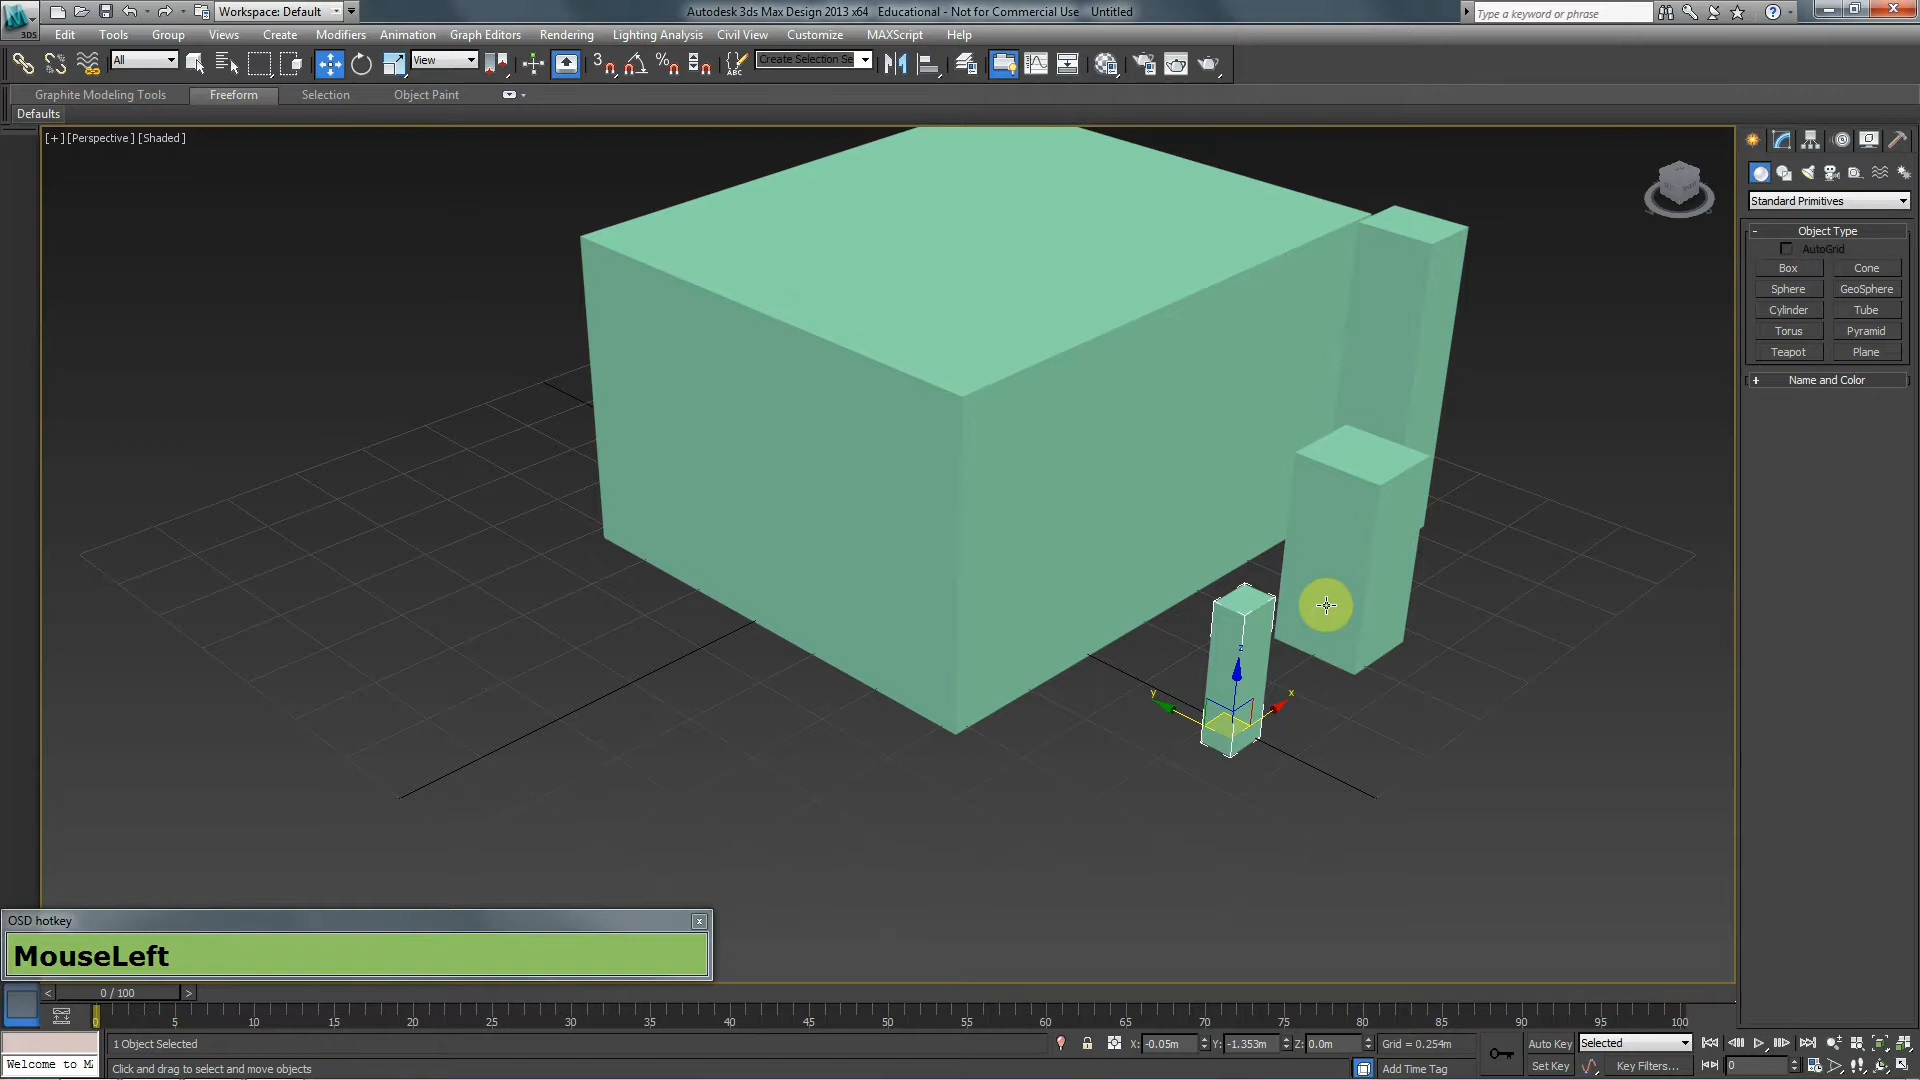 Workspace: Default
Autodesk 3ds Max Design 2013 x64 Educational - Not for Commercial Use Untitled
Type a keyword or phrase
3DS
Edit Tools Group Views Create Modifiers Animation Graph Editors Rendering Lighting Analysis Civil View Customize MAXScript Help
All View 3 % ABC Create Selection Se
Graphite Modeling Tools Freeform Selection Object Paint
Defaults
[+] [Perspective] [Shaded]
Standard Primitives
- Object Type
AutoGrid
Box Cone
Sphere GeoSphere
Cylinder Tube
Torus Pyramid
Teapot Plane
+ Name and Color
z
y x
OSD hotkey x
MouseLeft
< 0 / 100 >
0 5 10 15 20 25 30 35 40 45 50 55 60 65 70 75 80 85 90 95 100
1 Object Selected X: -0.05m Y: -1.353m Z: 0.0m Grid = 0.254m Auto Key Selected
Welcome to M Click and drag to select and move objects Add Time Tag Set Key Key Filters... 0